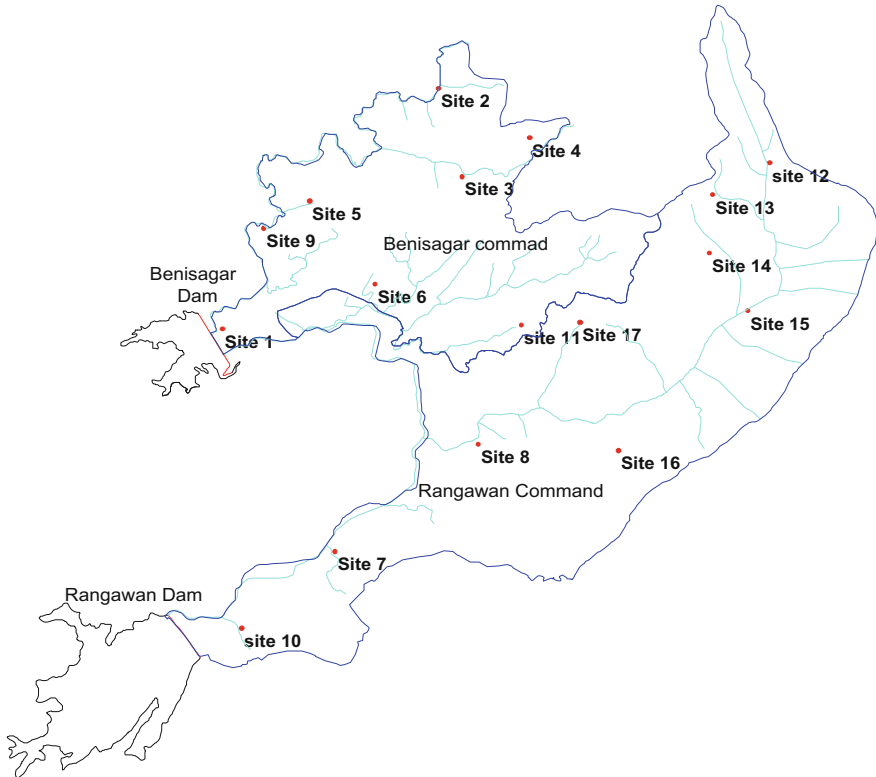 Site 2
Site 4
Site 3
site 12
Site 5
Site 13
Site 9
Benisagar commad
Site 14
Benisagar
Dam
Site 6
Site 15
Site 1
site 11
Site 17
Site 8
Site 16
Rangawan Command
Site 7
Rangawan Dam
site 10